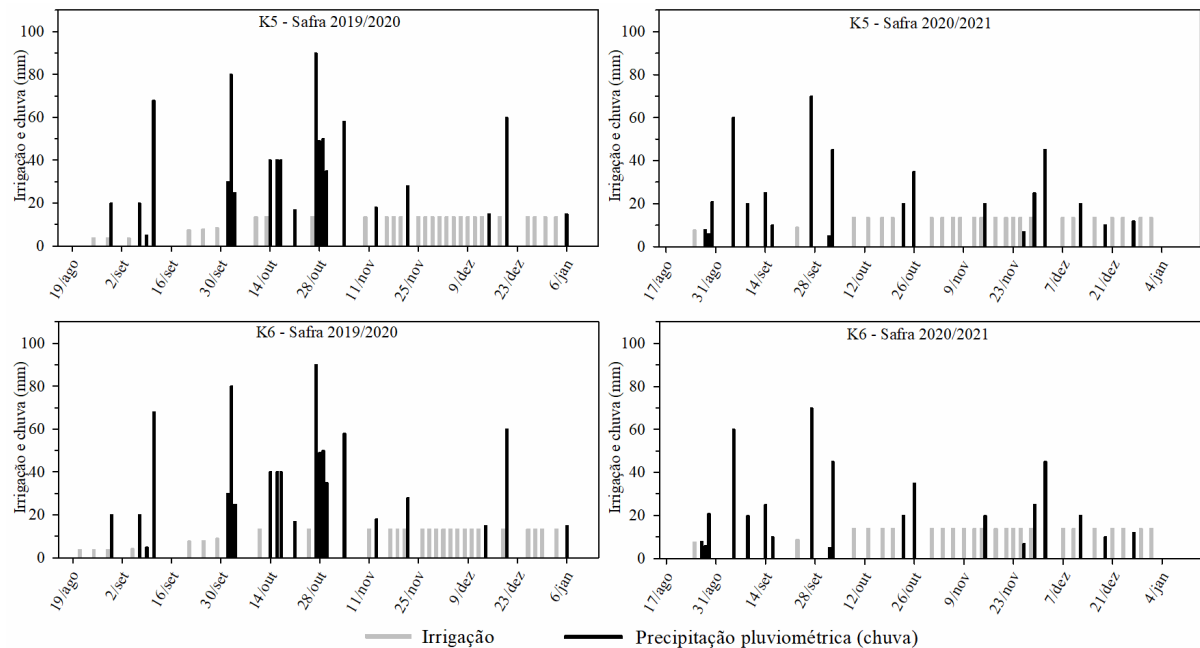 K5 - Safra 2019/2020
Irrigação e chuva (mm)
100
80
60
40
20
0
19/ago
2/set
16/set
30/set
14/out
28/out
11/nov
25/nov
9/dez
23/dez
6/jan
K5 - Safra 2020/2021
Irrigação e chuva (mm)
100
80
60
40
20
0
17/ago
31/ago
14/set
28/set
12/out
26/out
9/nov
23/nov
7/dez
21/dez
4/jan
K6 - Safra 2019/2020
Irrigação e chuva (mm)
100
80
60
40
20
0
19/ago
2/set
16/set
30/set
14/out
28/out
11/nov
25/nov
9/dez
23/dez
6/jan
K6 - Safra 2020/2021
Irrigação e chuva (mm)
100
80
60
40
20
0
17/ago
31/ago
14/set
28/set
12/out
26/out
9/nov
23/nov
7/dez
21/dez
4/jan
Irrigação
Precipitação pluviométrica (chuva)